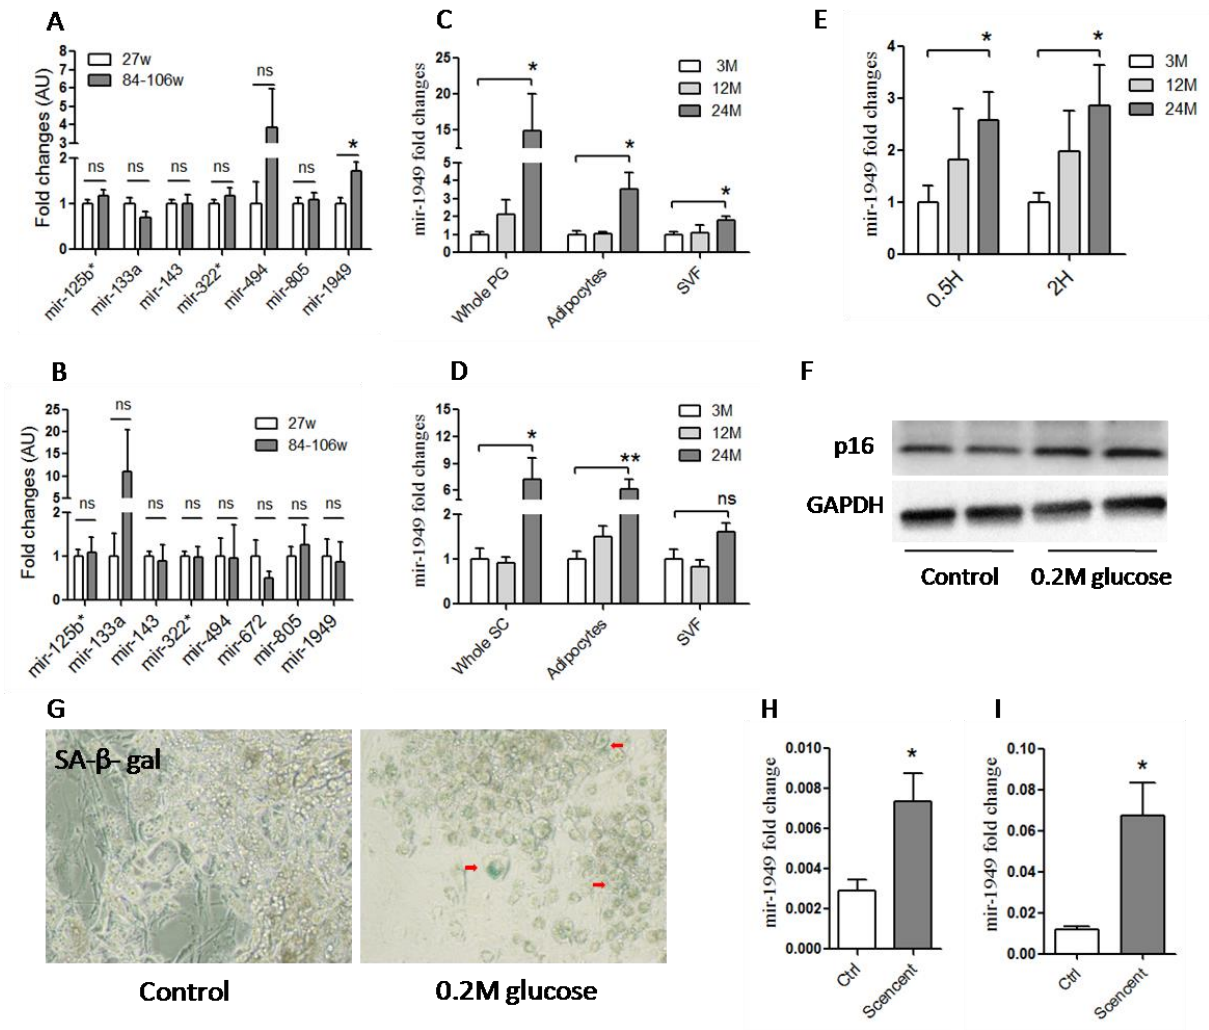 A
Fold changes (AU)
8
7
6
5
4
3
2
1
0
27w
84-106w
ns
ns
ns
ns
ns
ns
*
mir-125b*
mir-133a
mir-143
mir-322*
mir-494
mir-805
mir-1949
C
mir-1949 fold changes
25
20
15
10
5
4
3
2
1
0
3M
12M
24M
*
*
*
Whole PG
Adipocytes
SVF
E
mir-1949 fold changes
4
3
2
1
0
3M
12M
24M
*
*
0.5H
2H
B
Fold changes (AU)
25
20
15
10
5
2
1
0
27w
84-106w
ns
ns
ns
ns
ns
ns
ns
ns
mir-125b*
mir-133a
mir-143
mir-322*
mir-494
mir-672
mir-805
mir-1949
D
mir-1949 fold changes
15
12
9
6
2
1
0
3M
12M
24M
*
**
ns
Whole SC
Adipocytes
SVF
F
p16
GAPDH
Control
0.2M glucose
G
SA-β- gal
Control
0.2M glucose
H
mir-1949 fold change
0.010
0.008
0.006
0.004
0.002
0.000
*
Ctrl
Scencent
I
mir-1949 fold change
0.10
0.08
0.06
0.04
0.02
0.00
*
Ctrl
Scencent